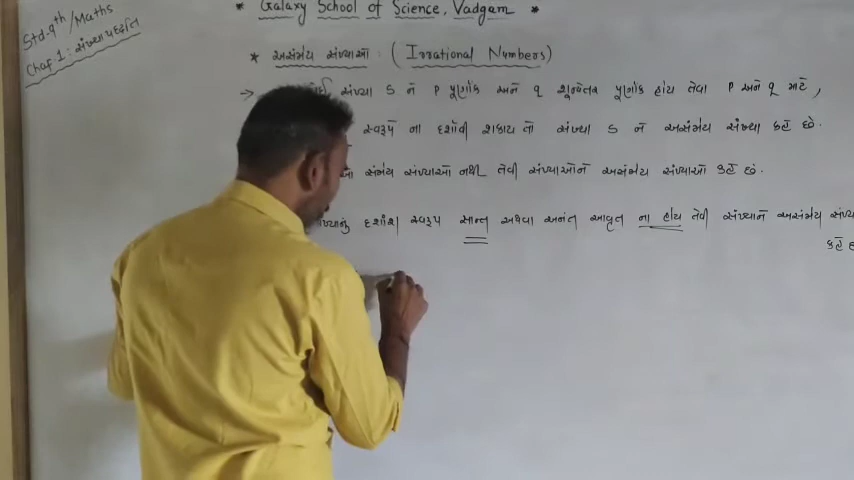 * Galaxy School of Science, Vadgam *
Std-9th/Maths
Chap 1: સંખ્યા પદ્ધતિ
* અસંમેય સંખ્યાઓ : ( Irrational Numbers )
→ સંખ્યા S ને P પૂર્ણાંક અને q શૂન્યેતર પૂર્ણાંક હોય તેવા P અને q માટે,
સ્વરૂપે ના દર્શાવી શકાય તો સંખ્યા S ને અસંમેય સંખ્યા કહે છે.
સંમેય સંખ્યાઓ નથી તેવી સંખ્યાઓને અસંમેય સંખ્યાઓ કહે છે.
દશાંશ સ્વરૂપ સાન્ત અથવા અનંત આવૃત ના હોય તેવી સંખ્યાને અસંમેય
કહે